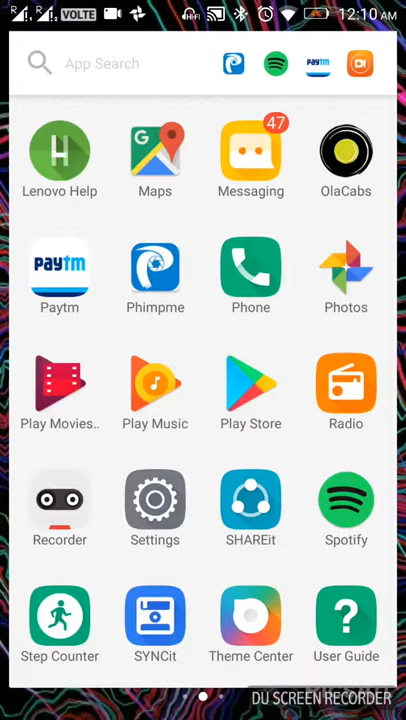 R R VOLTE HiFi 12:10 AM
App Search
47
Lenovo Help Maps Messaging OlaCabs
paytm
Paytm Phimpme Phone Photos
Play Movies.. Play Music Play Store Radio
Recorder Settings SHAREit Spotify
Step Counter SYNCit Theme Center User Guide
DU SCREEN RECORDER